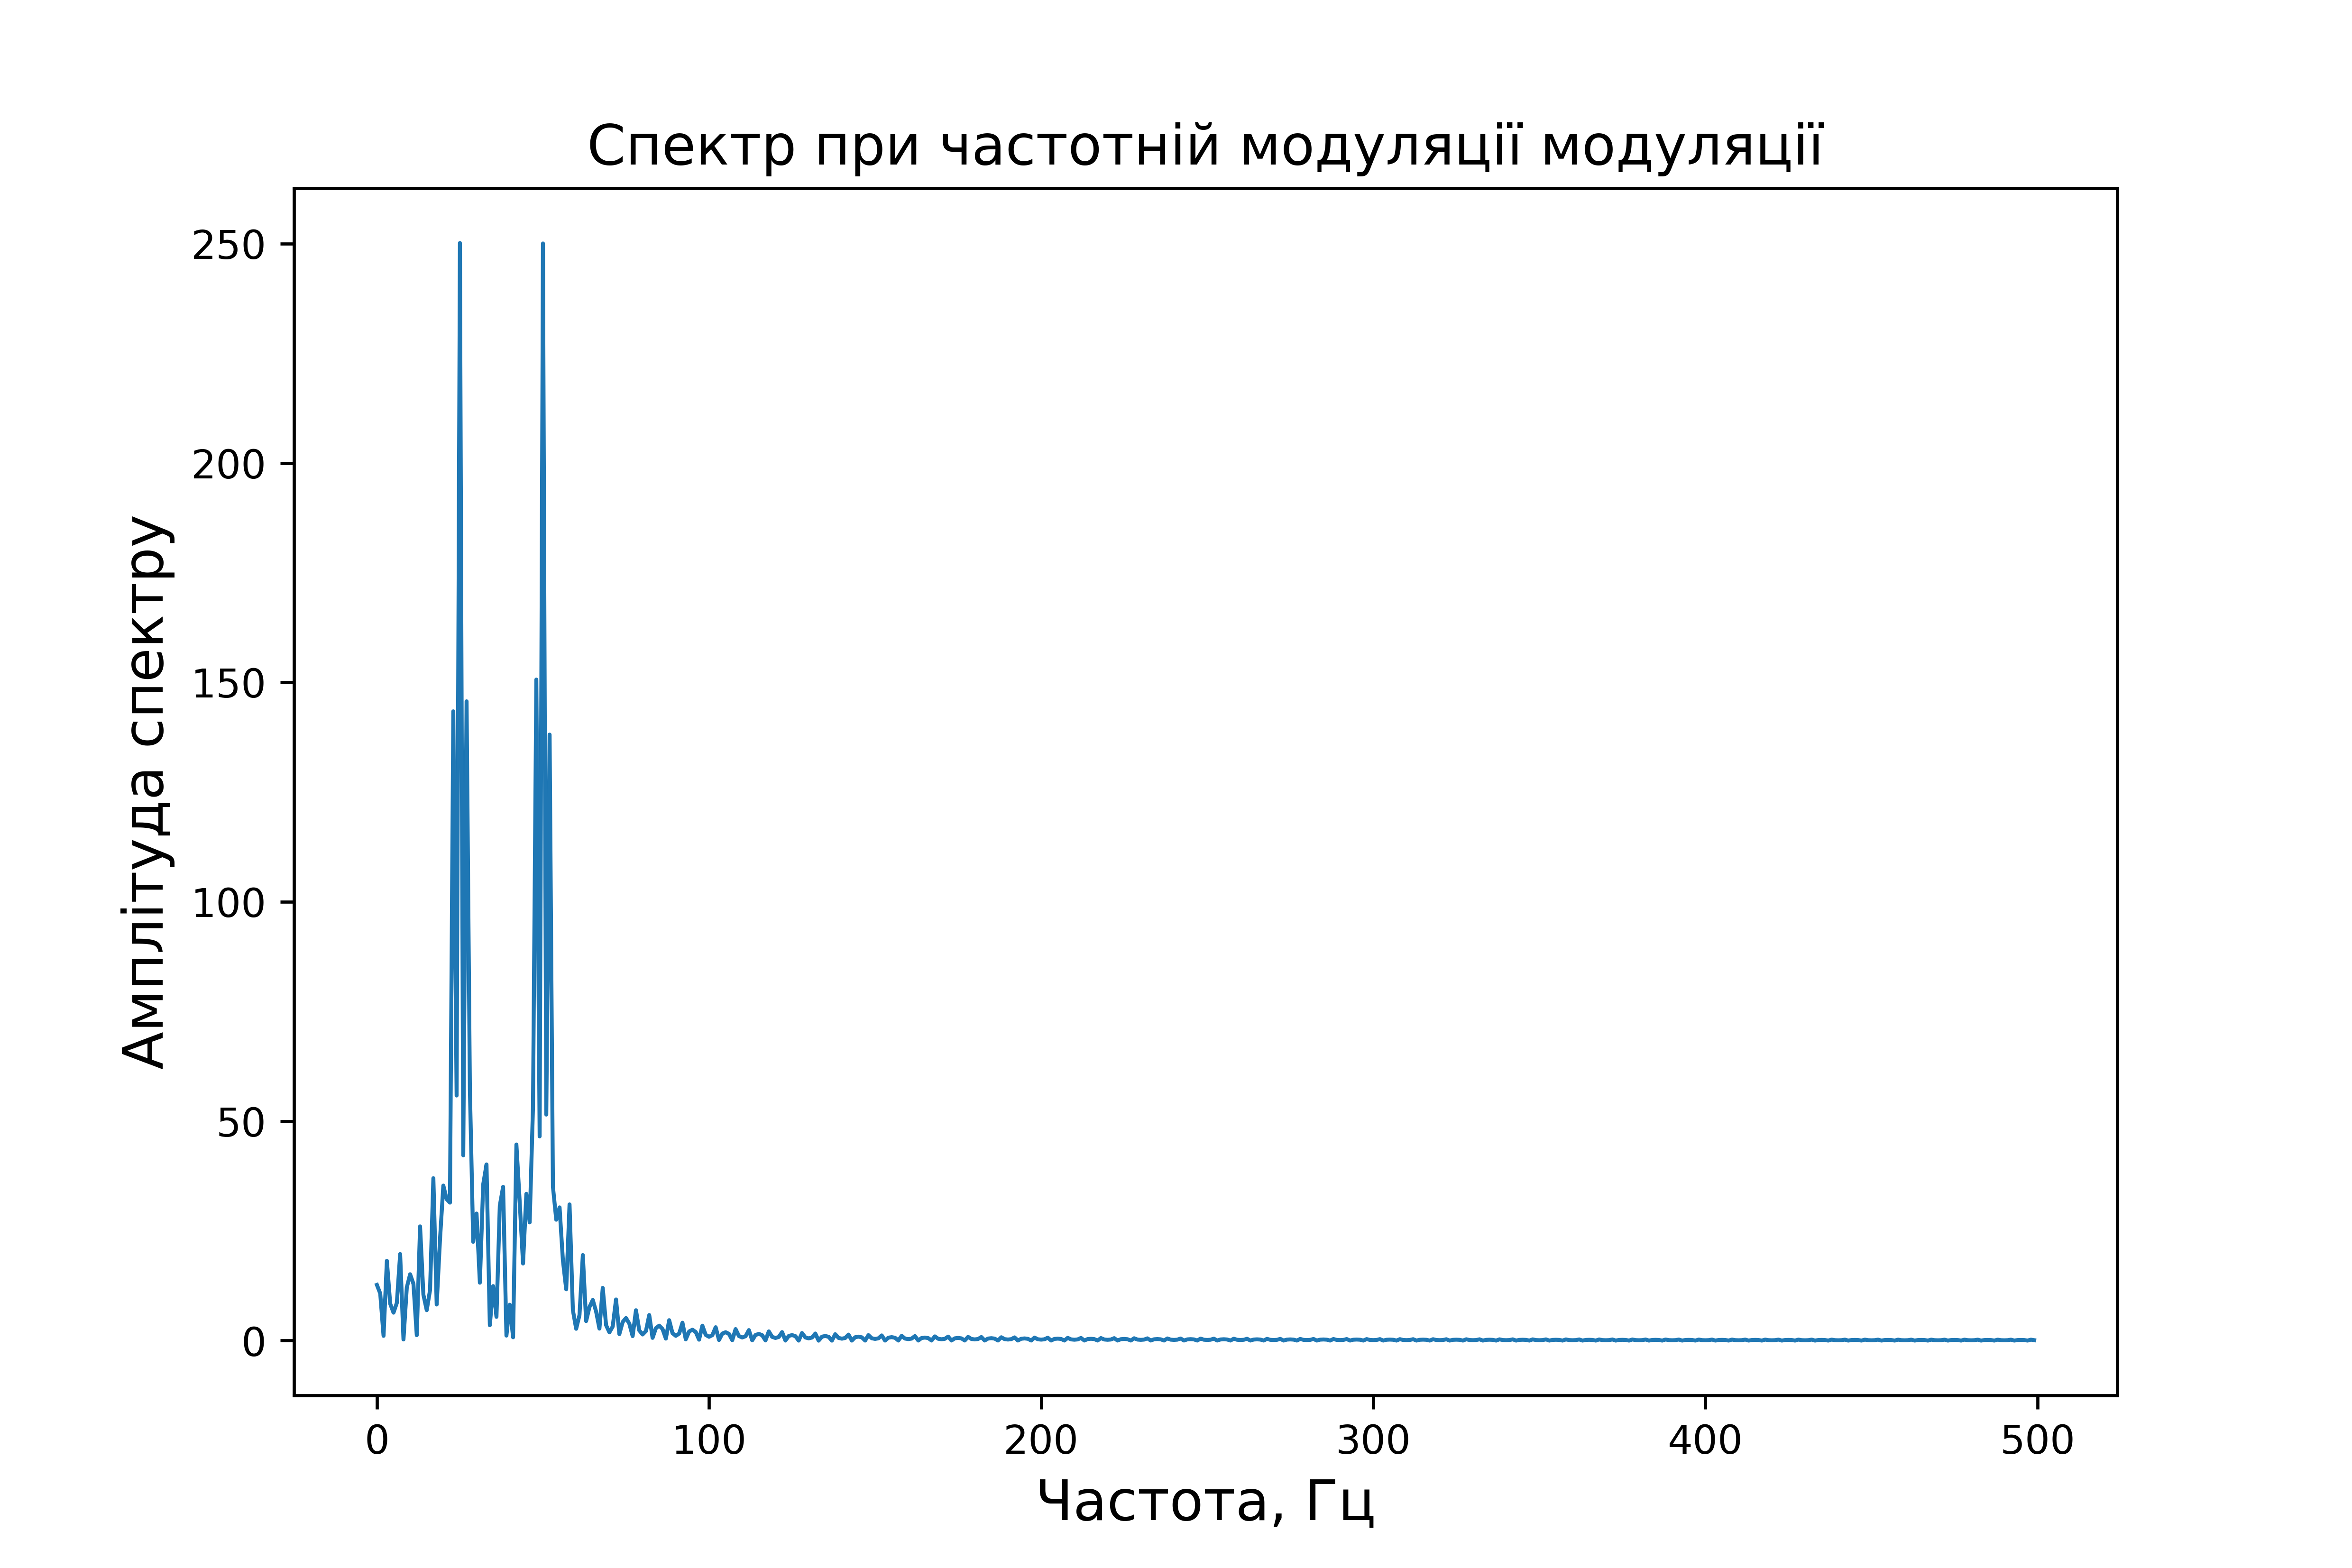 Спектр при частотній модуляції модуляції
250
200
150
100
50
0
Амплітуда спектру
0 100 200 300 400 500
Частота, Гц